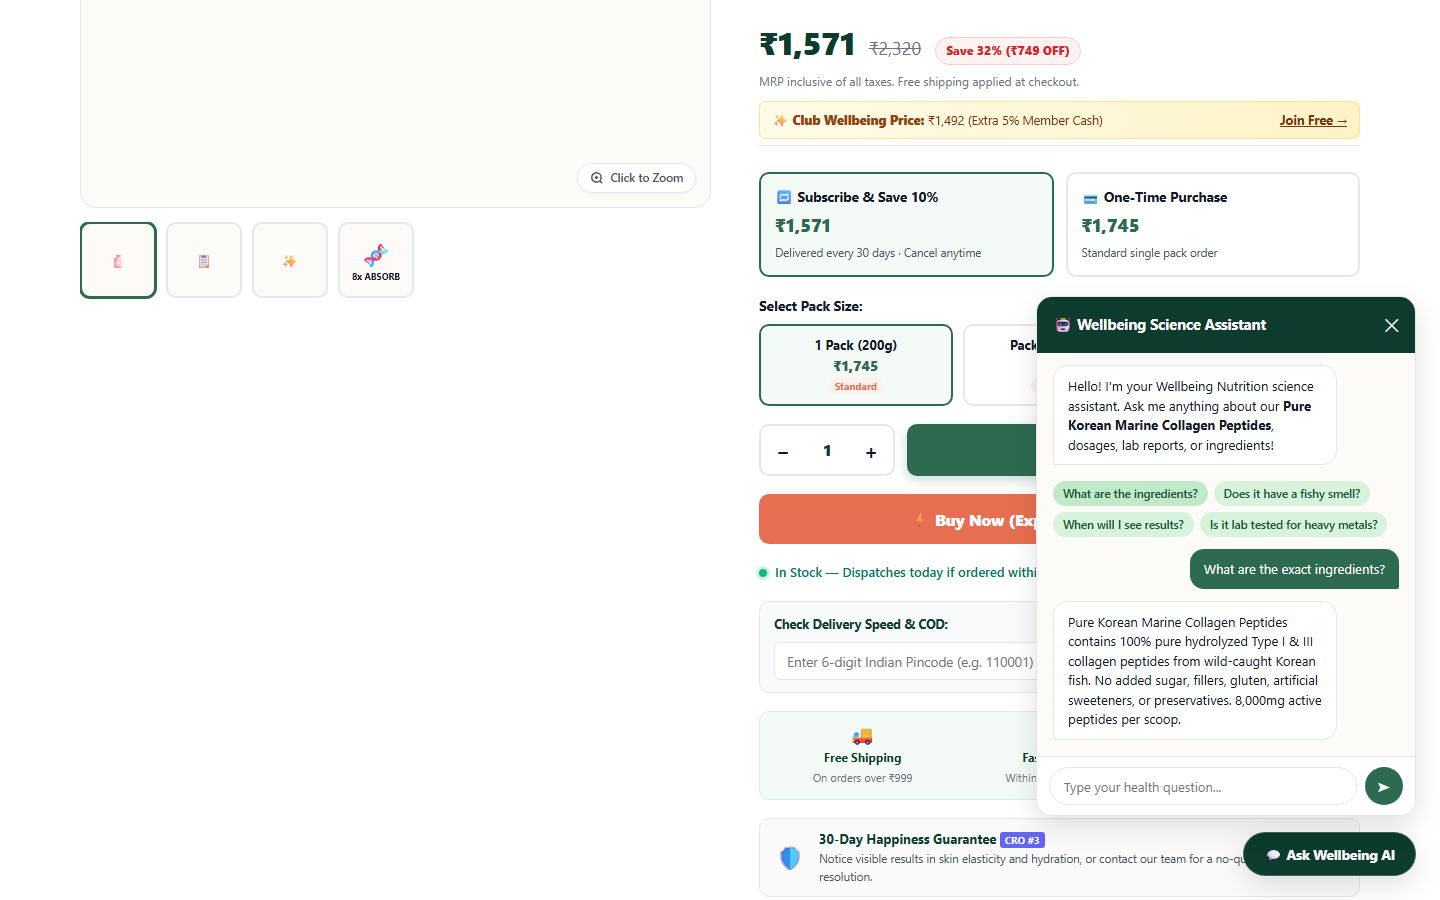 ₹1,571 ₹2,320 Save 32% (₹749 OFF)
MRP inclusive of all taxes. Free shipping applied at checkout.
Club Wellbeing Price: ₹1,492 (Extra 5% Member Cash) Join Free →
Click to Zoom
8x ABSORB
Subscribe & Save 10%
₹1,571
Delivered every 30 days · Cancel anytime
One-Time Purchase
₹1,745
Standard single pack order
Select Pack Size:
1 Pack (200g)
₹1,745
Standard
Pack
− 1 +
Buy Now (Exp
In Stock — Dispatches today if ordered withi
Check Delivery Speed & COD:
Enter 6-digit Indian Pincode (e.g. 110001)
Free Shipping
On orders over ₹999
Fas
Within
30-Day Happiness Guarantee CRO #3
Notice visible results in skin elasticity and hydration, or contact our team for a no-qu
resolution.
Wellbeing Science Assistant
Hello! I'm your Wellbeing Nutrition science
assistant. Ask me anything about our Pure
Korean Marine Collagen Peptides,
dosages, lab reports, or ingredients!
What are the ingredients? Does it have a fishy smell?
When will I see results? Is it lab tested for heavy metals?
What are the exact ingredients?
Pure Korean Marine Collagen Peptides
contains 100% pure hydrolyzed Type I & III
collagen peptides from wild-caught Korean
fish. No added sugar, fillers, gluten, artificial
sweeteners, or preservatives. 8,000mg active
peptides per scoop.
Type your health question...
Ask Wellbeing AI